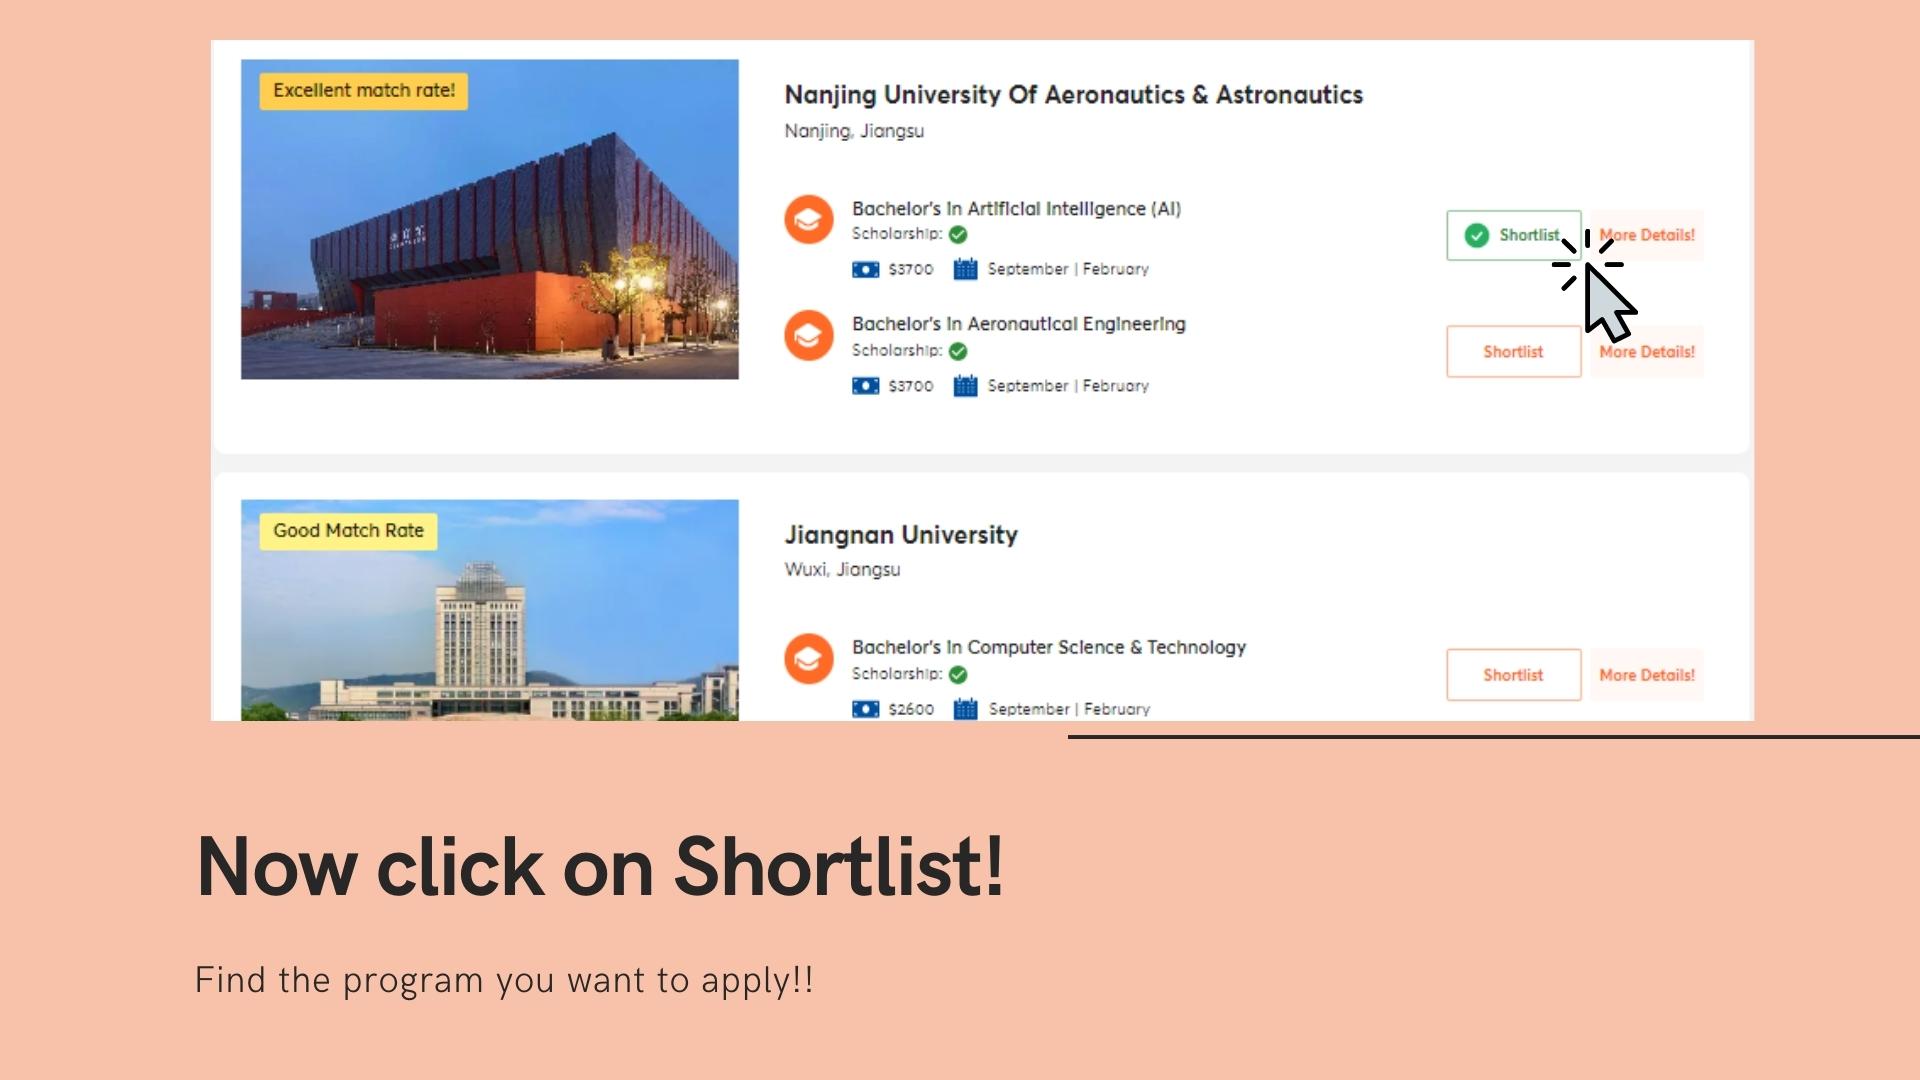 Excellent match rate!
Nanjing University Of Aeronautics & Astronautics
Nanjing, Jiangsu
Bachelor's In Artificial Intelligence (AI)
Scholarship:
$3700 September | February
Shortlist More Details!
Bachelor's In Aeronautical Engineering
Scholarship:
$3700 September | February
Shortlist More Details!
Good Match Rate
Jiangnan University
Wuxi, Jiangsu
Bachelor's In Computer Science & Technology
Scholarship:
$2600 September | February
Shortlist More Details!
Now click on Shortlist!
Find the program you want to apply!!